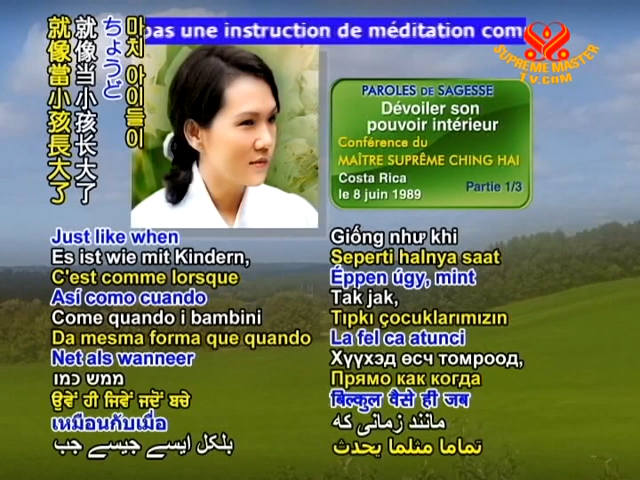 pas une instruction de méditation com
SUPREME MASTER
TV.COM
就像當小孩長大了
就像当小孩长大了
ちょうど
마치 아이들이
PAROLES DE SAGESSE
Dévoiler son
pouvoir intérieur
Conférence du
MAÎTRE SUPRÊME CHING HAI
Costa Rica
le 8 juin 1989
Partie 1/3
Just like when
Es ist wie mit Kindern,
C'est comme lorsque
Así como cuando
Come quando i bambini
Da mesma forma que quando
Net als wanneer
ממש כמו
ਉਵੇਂ ਹੀ ਜਿਵੇਂ ਜਦੋਂ ਬਚੇ
เหมือนกับเมื่อ
بلکل ایسے جیسے جب
Giống như khi
Seperti halnya saat
Éppen úgy, mint
Tak jak,
Tıpkı çocuklarımızın
La fel ca atunci
Хүүхэд өсч томроод,
Прямо как когда
बिल्कुल वैसे ही जब
مانند زمانی که
تماما مثلما يحدث